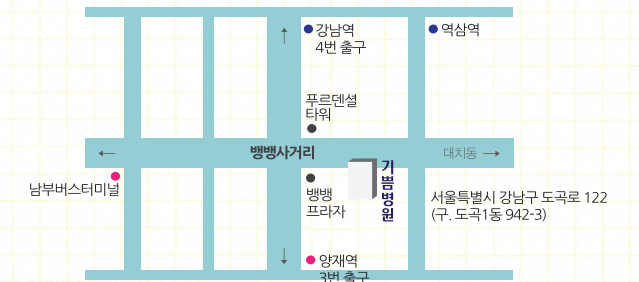 강남역
4번 출구
역삼역
푸르덴셜
타워
뱅뱅사거리
대치동
남부버스터미널
뱅뱅
프라자
기쁨병원
서울특별시 강남구 도곡로 122
(구. 도곡1동 942-3)
양재역
3번 출구